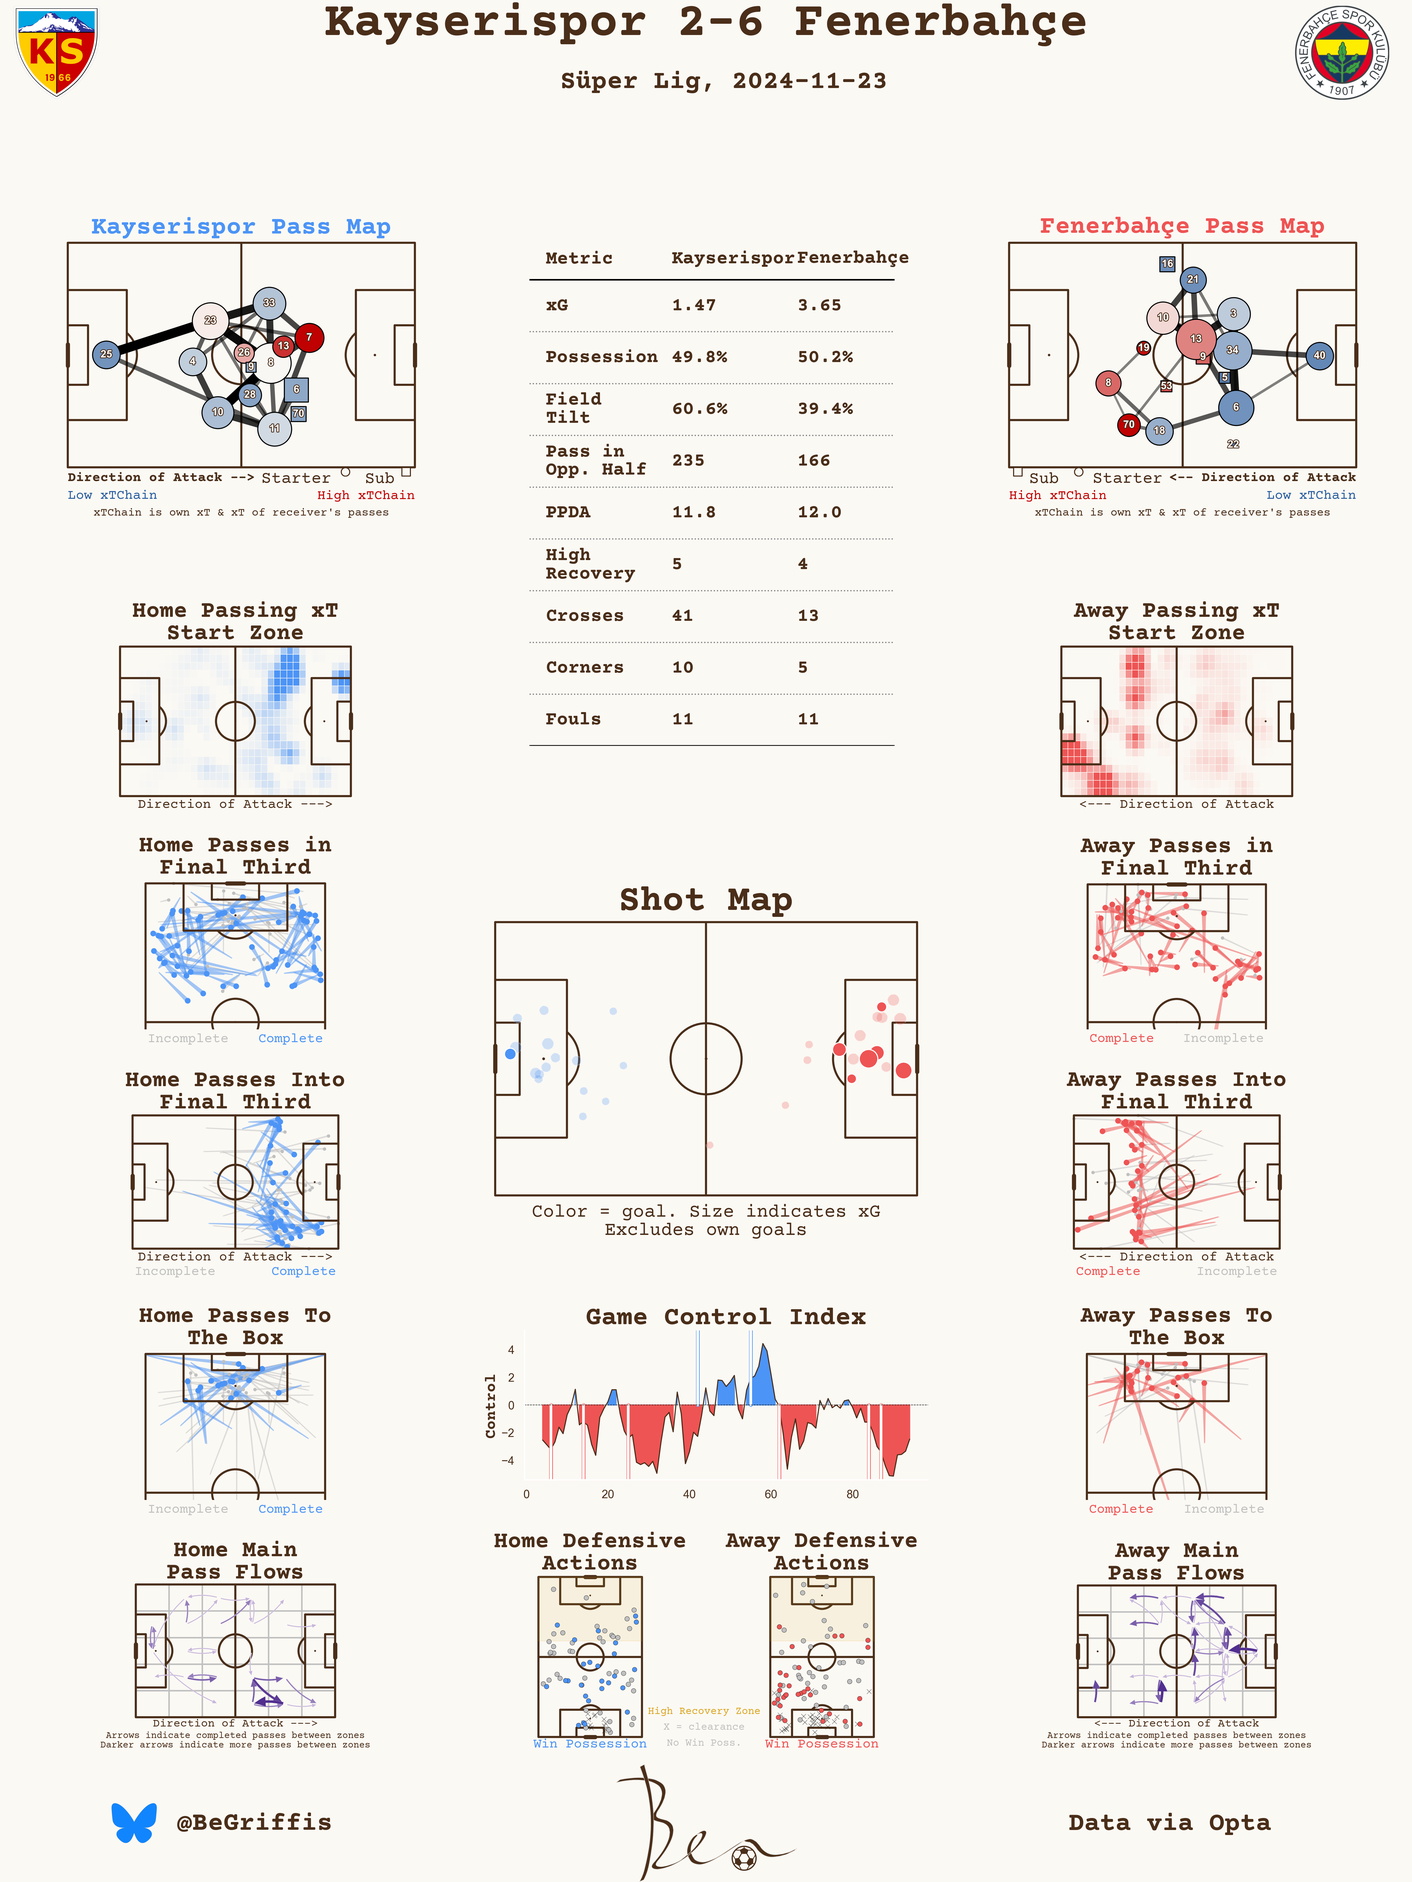 Kayserispor 2-6 Fenerbahçe
Süper Lig, 2024-11-23
KS
1966
FENERBAHÇE SPOR KULÜBÜ
★ 1907 ★
Kayserispor Pass Map
33
23
7
13
26
25
4
8
9
28
6
10
70
11
Direction of Attack --> Starter Sub
Low xTChain High xTChain
xTChain is own xT & xT of receiver's passes
Metric Kayserispor Fenerbahçe
xG 1.47 3.65
Possession 49.8% 50.2%
Field
Tilt 60.6% 39.4%
Pass in
Opp. Half 235 166
PPDA 11.8 12.0
High
Recovery 5 4
Crosses 41 13
Corners 10 5
Fouls 11 11
Fenerbahçe Pass Map
16
21
10
3
13
19
34
9
40
5
8
53
6
70
18
22
Sub Starter <-- Direction of Attack
High xTChain Low xTChain
xTChain is own xT & xT of receiver's passes
Home Passing xT
Start Zone
Direction of Attack --->
Away Passing xT
Start Zone
<--- Direction of Attack
Home Passes in
Final Third
Incomplete Complete
Away Passes in
Final Third
Complete Incomplete
Shot Map
Color = goal. Size indicates xG
Excludes own goals
Home Passes Into
Final Third
Direction of Attack --->
Incomplete Complete
Away Passes Into
Final Third
<--- Direction of Attack
Complete Incomplete
Home Passes To
The Box
Incomplete Complete
Game Control Index
Control
4
2
0
−2
−4
0 20 40 60 80
Away Passes To
The Box
Complete Incomplete
Home Main
Pass Flows
Direction of Attack --->
Arrows indicate completed passes between zones
Darker arrows indicate more passes between zones
Home Defensive
Actions
Win Possession
Away Defensive
Actions
Win Possession
High Recovery Zone
X = clearance
No Win Poss.
Away Main
Pass Flows
<--- Direction of Attack
Arrows indicate completed passes between zones
Darker arrows indicate more passes between zones
@BeGriffis
Ben
Data via Opta